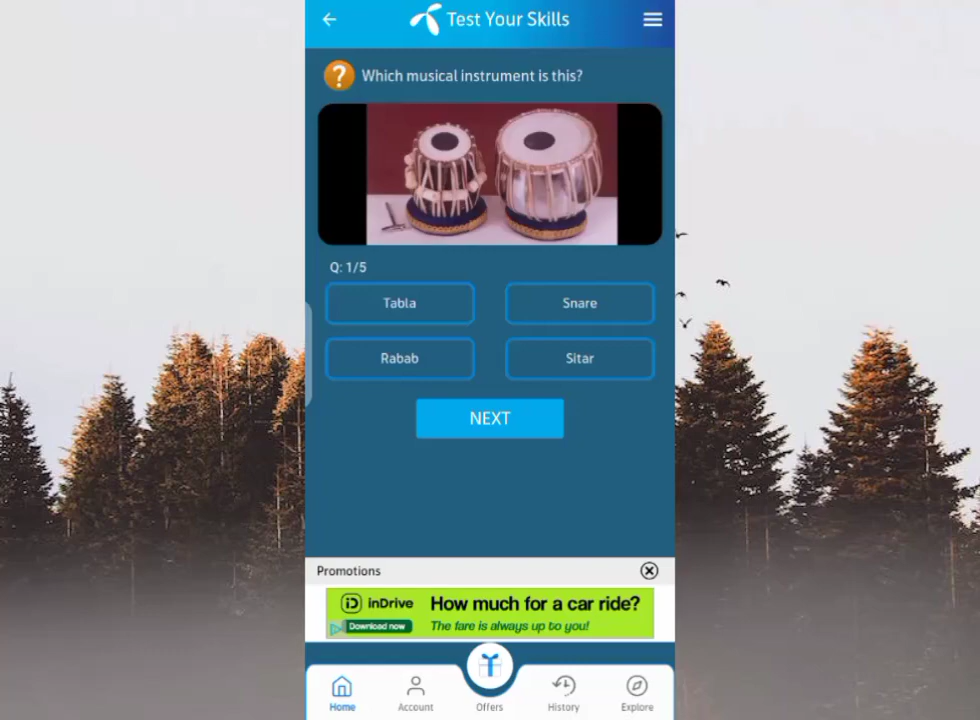 Test Your Skills
? Which musical instrument is this?
Q: 1/5
Tabla
Snare
Rabab
Sitar
NEXT
Promotions
iD inDrive
How much for a car ride?
Download now
The fare is always up to you!
Home
Account
Offers
History
Explore